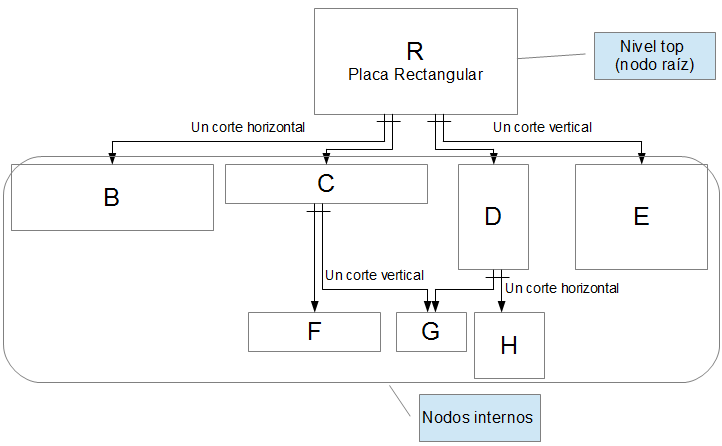 R
Placa Rectangular
Nivel top
(nodo raíz)
Un corte horizontal
Un corte vertical
B
C
D
E
Un corte vertical
Un corte horizontal
F
G
H
Nodos internos